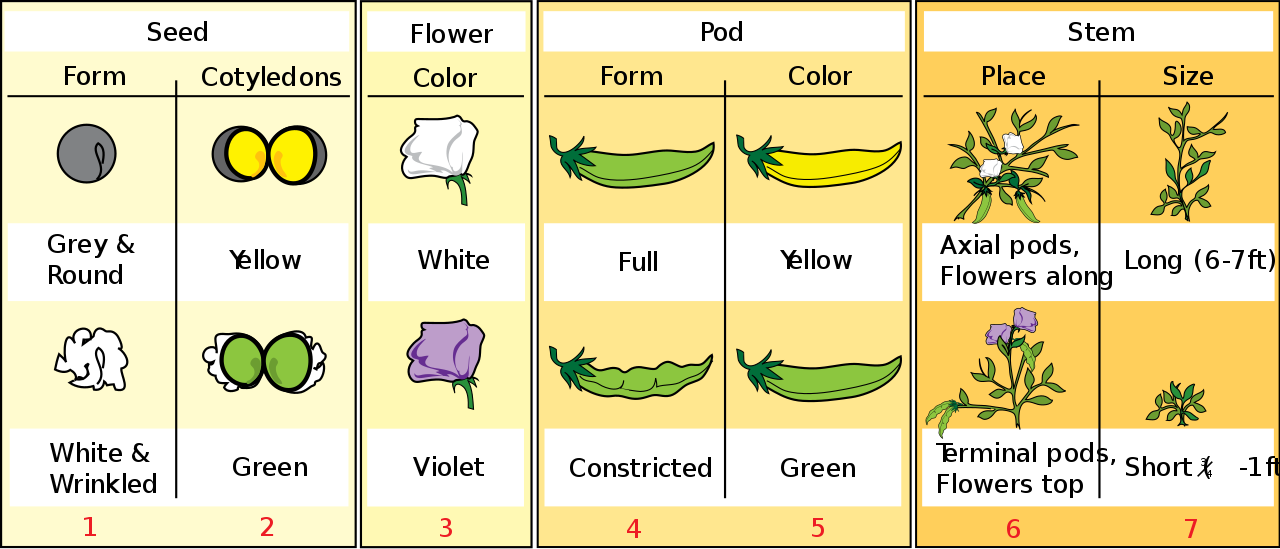 Seed
Flower
Pod
Stem
Form
Cotyledons
Color
Form
Color
Place
Size
Grey &
Round
Yellow
White
Full
Yellow
Axial pods,
Flowers along
Long (6-7ft)
White &
Wrinkled
Green
Violet
Constricted
Green
Terminal pods,
Flowers top
Short -1ft
1
2
3
4
5
6
7